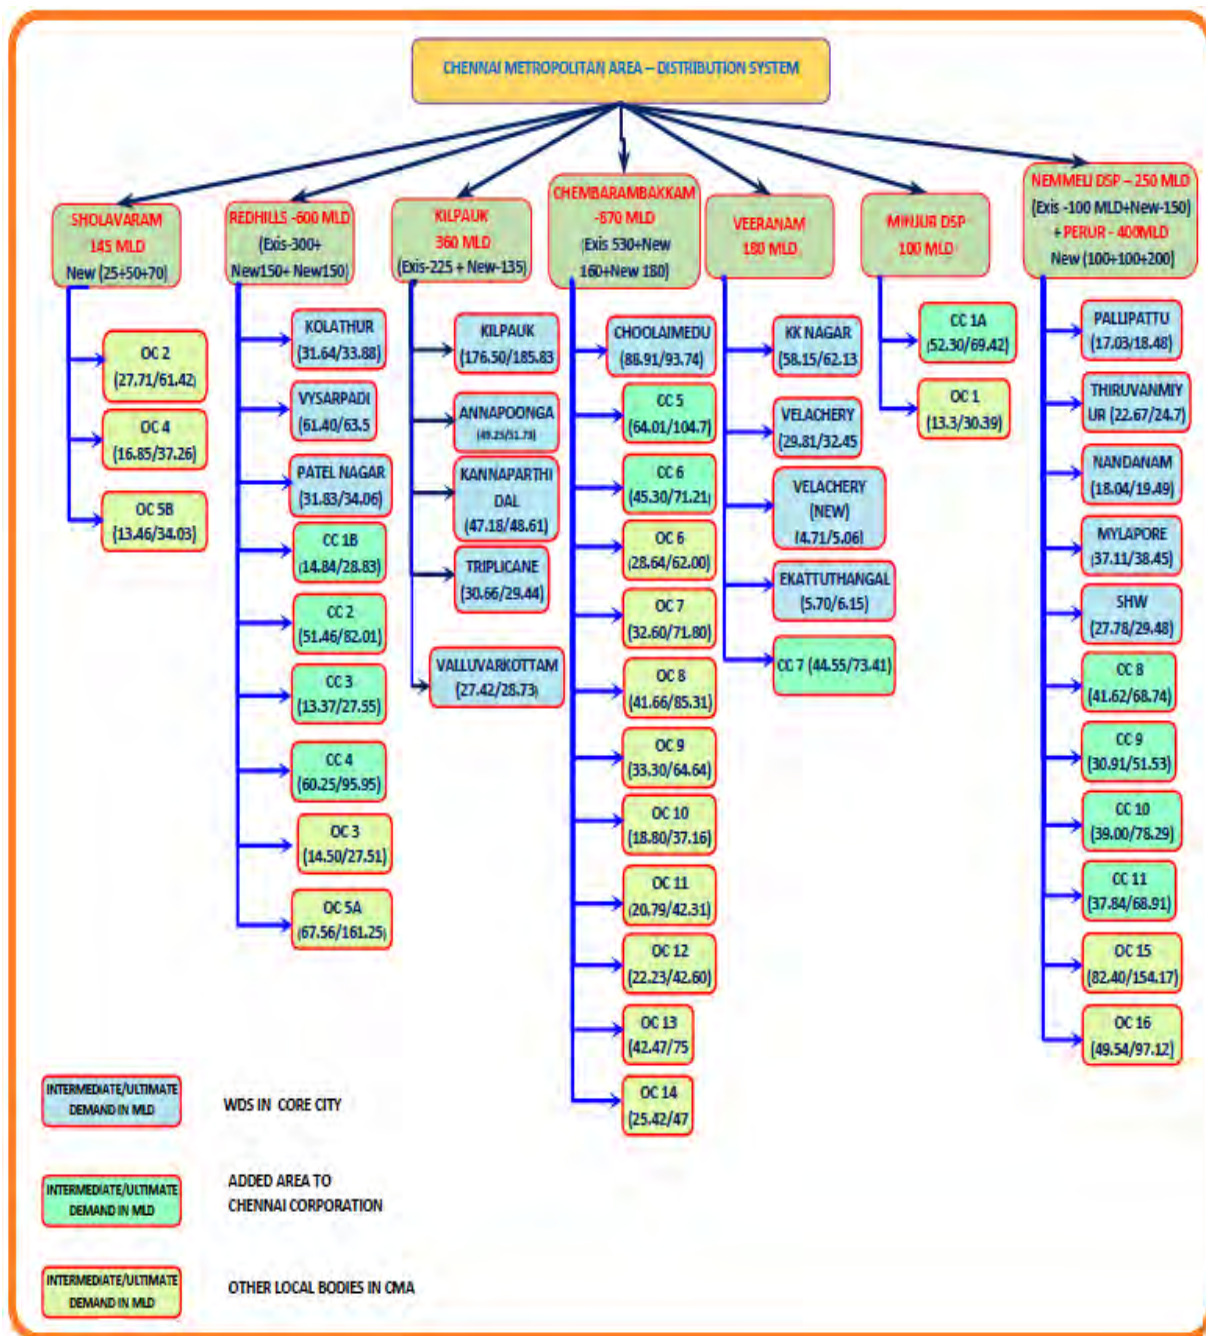 CHENNAI METROPOLITAN AREA – DISTRIBUTION SYSTEM
SHOLAVARAM
145 MLD
New (25+50+70)
OC 2
(27.71/61.42)
OC 4
(16.85/37.26)
OC 5B
(13.46/34.03)
REDHILLS -600 MLD
(Exis-300+
New150+ New150)
KOLATHUR
(31.64/33.88)
VYSARPADI
(61.40/63.5
PATEL NAGAR
(31.83/34.06)
CC 1B
(14.84/28.83)
CC 2
(51.46/82.01)
CC 3
(13.37/27.55)
CC 4
(60.25/95.95)
OC 3
(14.50/27.51)
OC 5A
(67.56/161.25)
KILPAUK
360 MLD
(Exis-225 + New-135)
KILPAUK
(176.50/185.83
ANNAPOONGA
(49.25/51.73)
KANNAPARTHI
DAL
(47.18/48.61)
TRIPLICANE
(30.66/29.44)
VALLUVARKOTTAM
(27.42/28.73)
CHEMBARAMBAKKAM
-870 MLD
(Exis 530+New
160+New 180)
CHOOLAIMEDU
(88.91/93.74)
CC 5
(64.01/104.7)
CC 6
(45.30/71.21)
OC 6
(28.64/62.00)
OC 7
(32.60/71.80)
OC 8
(41.66/85.31)
OC 9
(33.30/64.64)
OC 10
(18.80/37.16)
OC 11
(20.79/42.31)
OC 12
(22.23/42.60)
OC 13
(42.47/75
OC 14
(25.42/47
VEERANAM
180 MLD
KK NAGAR
(58.15/62.13
VELACHERY
(29.81/32.45
VELACHERY
(NEW)
(4.71/5.06)
EKATTUTHANGAL
(5.70/6.15)
CC 7 (44.55/73.41)
MINJUR DSP
100 MLD
CC 1A
(52.30/69.42)
OC 1
(13.3/30.39)
NEMMELI DSP – 250 MLD
(Exis -100 MLD+New-150)
+ PERUR - 400MLD
New (100+100+200)
PALLIPATTU
(17.03/18.48)
THIRUVANMIY
UR (22.67/24.7)
NANDANAM
(18.04/19.49)
MYLAPORE
(37.11/38.45)
SHW
(27.78/29.48)
CC 8
(41.62/68.74)
CC 9
(30.91/51.53)
CC 10
(39.00/78.29)
CC 11
(37.84/68.91)
OC 15
(82.40/154.17)
OC 16
(49.54/97.12)
INTERMEDIATE/ULTIMATE
DEMAND IN MLD
WDS IN CORE CITY
INTERMEDIATE/ULTIMATE
DEMAND IN MLD
ADDED AREA TO
CHENNAI CORPORATION
INTERMEDIATE/ULTIMATE
DEMAND IN MLD
OTHER LOCAL BODIES IN CMA